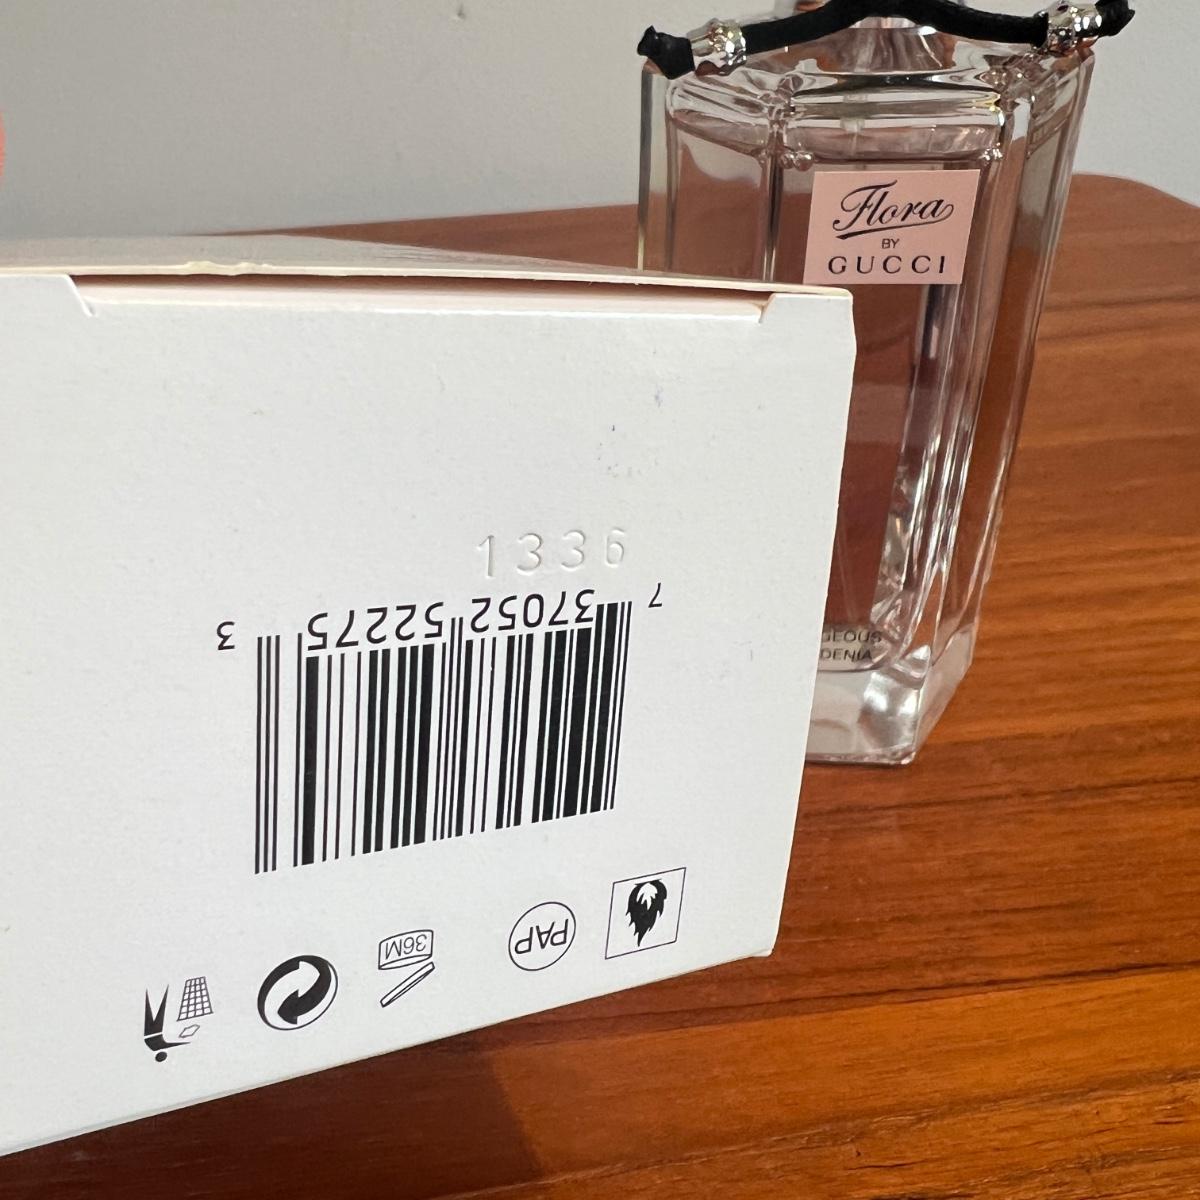 Flora
BY
GUCCI
1336
7 37052 52275 3
GEOUS
DENIA
36M
PAP